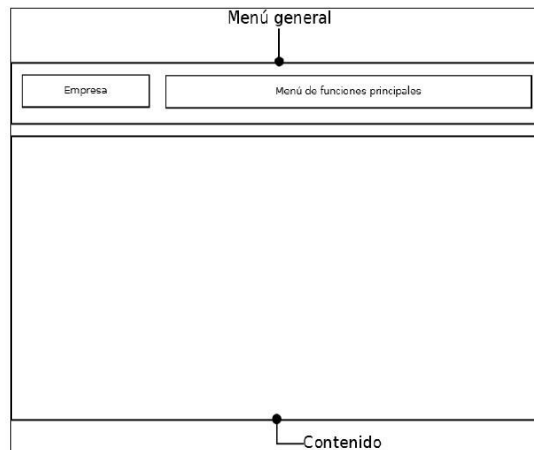 Menú general
Empresa
Menú de funciones principales
Contenido